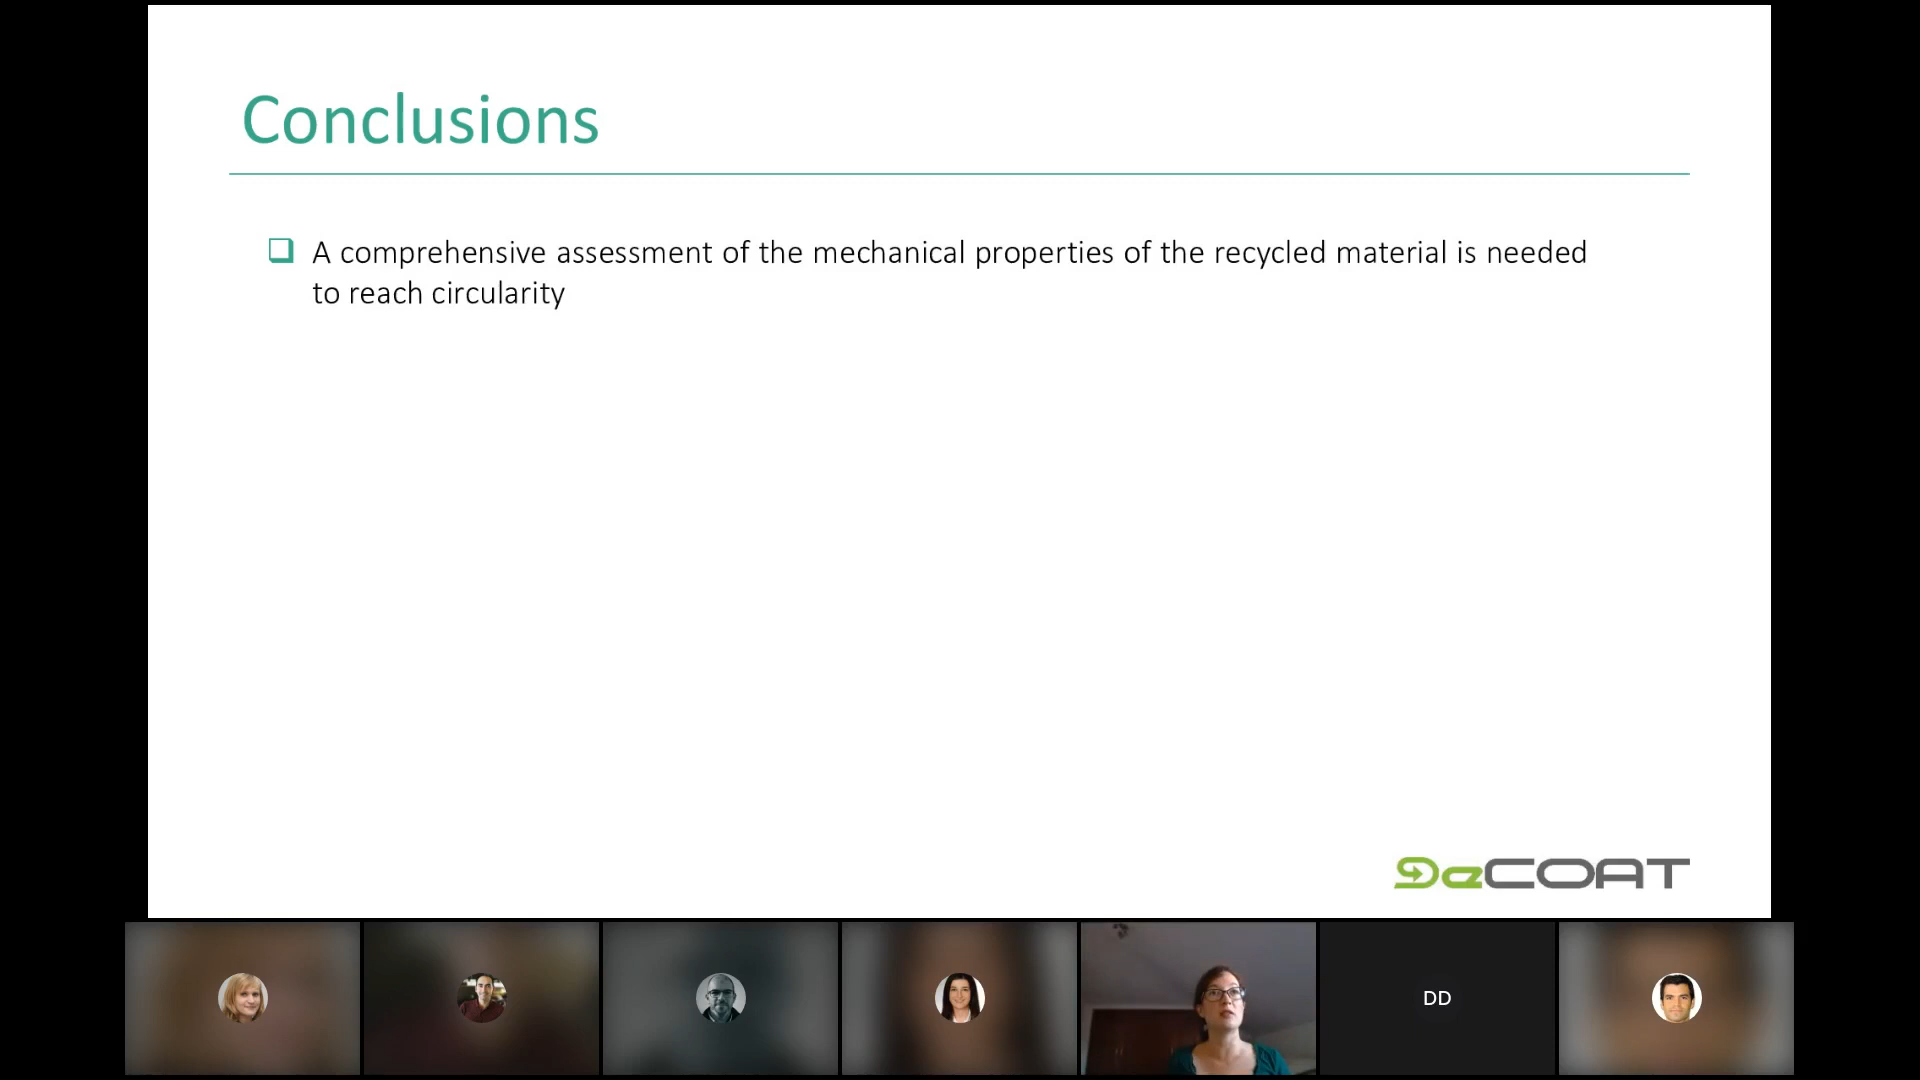 Conclusions
A comprehensive assessment of the mechanical properties of the recycled material is needed
to reach circularity
DeCOAT
DD